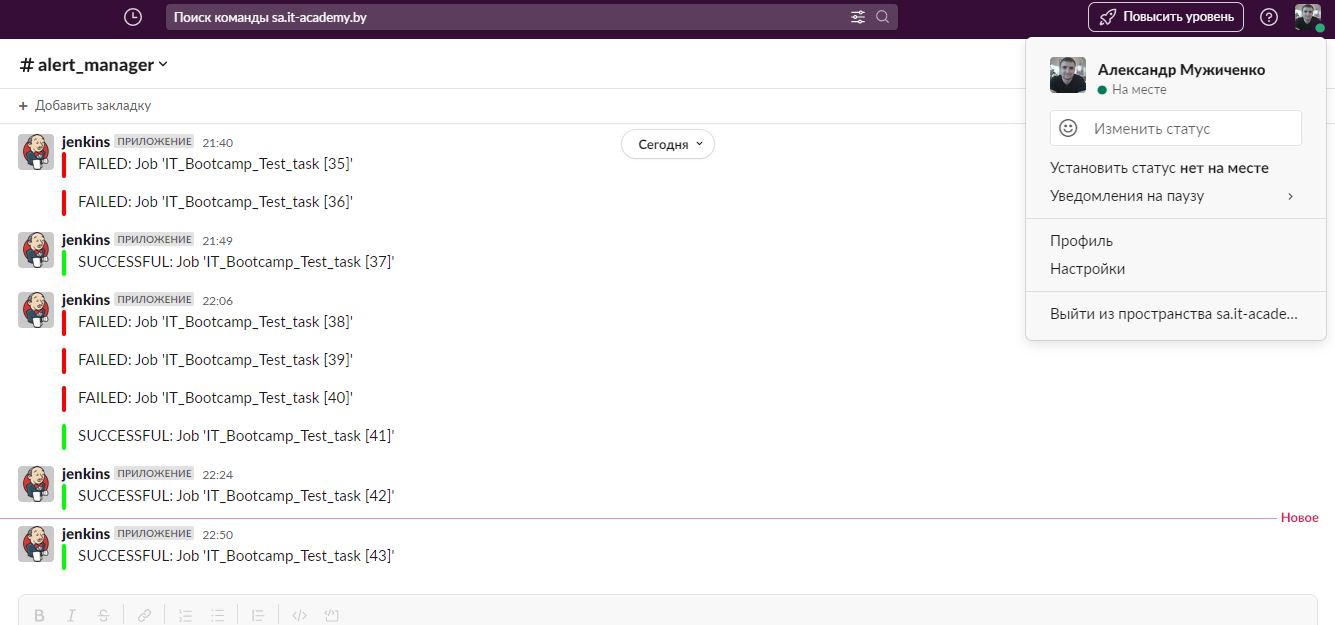 Поиск команды sa.it-academy.by
Повысить уровень
# alert_manager
+ Добавить закладку
Сегодня
jenkins ПРИЛОЖЕНИЕ 21:40
FAILED: Job 'IT_Bootcamp_Test_task [35]'
FAILED: Job 'IT_Bootcamp_Test_task [36]'
jenkins ПРИЛОЖЕНИЕ 21:49
SUCCESSFUL: Job 'IT_Bootcamp_Test_task [37]'
jenkins ПРИЛОЖЕНИЕ 22:06
FAILED: Job 'IT_Bootcamp_Test_task [38]'
FAILED: Job 'IT_Bootcamp_Test_task [39]'
FAILED: Job 'IT_Bootcamp_Test_task [40]'
SUCCESSFUL: Job 'IT_Bootcamp_Test_task [41]'
jenkins ПРИЛОЖЕНИЕ 22:24
SUCCESSFUL: Job 'IT_Bootcamp_Test_task [42]'
Новое
jenkins ПРИЛОЖЕНИЕ 22:50
SUCCESSFUL: Job 'IT_Bootcamp_Test_task [43]'
Александр Мужиченко
На месте
Изменить статус
Установить статус нет на месте
Уведомления на паузу
Профиль
Настройки
Выйти из пространства sa.it-acade...